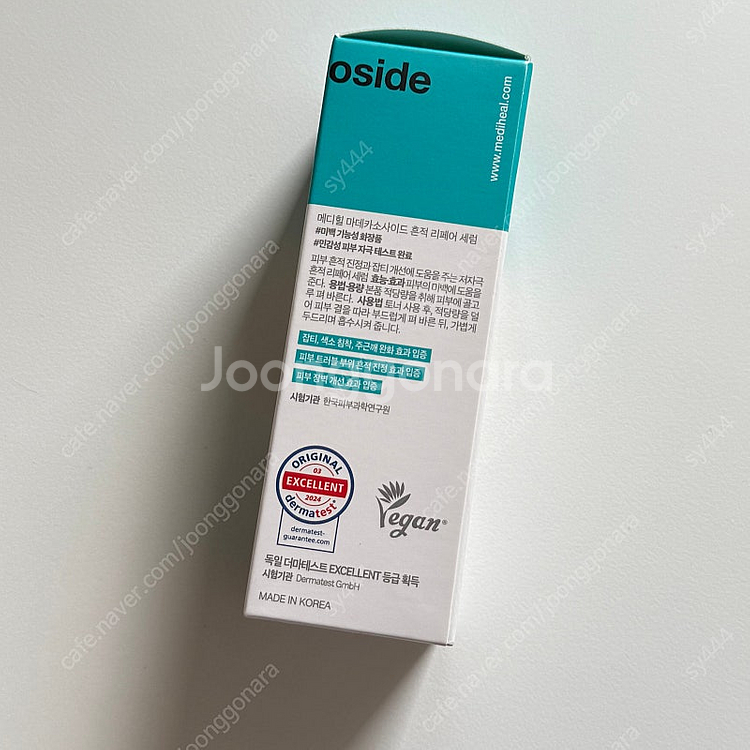 oside
www.mediheal.com
메디힐 마데카소사이드 흔적 리페어 세럼
#미백 기능성 화장품
#민감성 피부 자극 테스트 완료
피부 흔적 진정과 잡티 개선에 도움을 주는 저자극
흔적 리페어 세럼 효능·효과 피부의 미백에 도움을
준다. 용법·용량 본품 적당량을 취해 피부에 골고
루 펴 바른다. 사용법 토너 사용 후, 적당량을 덜
어 피부 결을 따라 부드럽게 펴 바른 뒤, 가볍게
두드리며 흡수시켜 줍니다.
잡티, 색소 침착, 주근깨 완화 효과 입증
피부 트러블 부위 흔적 진정 효과 입증
피부 장벽 개선 효과 입증
시험기관 한국피부과학연구원
Joonggonara
ORIGINAL
03
EXCELLENT
2024
dermatest®
dermatest-
guarantee.com
Vegan®
독일 더마테스트 EXCELLENT 등급 획득
시험기관 Dermatest GmbH
MADE IN KOREA
cafe.naver.com/joonggonara
sy444